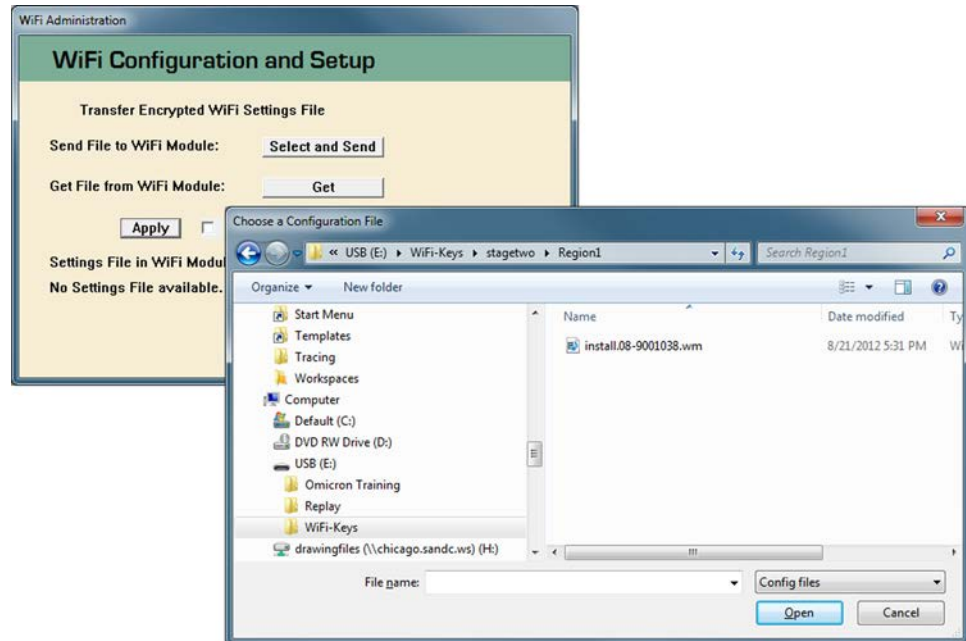 WiFi Administration
WiFi Configuration and Setup
Transfer Encrypted WiFi Settings File
Send File to WiFi Module: Select and Send
Get File from WiFi Module: Get
Apply
Settings File in WiFi Modul
No Settings File available.
Choose a Configuration File
« USB (E:) WiFi-Keys stagetwo Region1
Search Region1
Organize New folder
Start Menu
Templates
Tracing
Workspaces
Computer
Default (C:)
DVD RW Drive (D:)
USB (E:)
Omicron Training
Replay
WiFi-Keys
drawingfiles (\\chicago.sandc.ws) (H:)
Name Date modified Ty
install.08-9001038.wm 8/21/2012 5:31 PM Wi
File name: Config files
Open Cancel